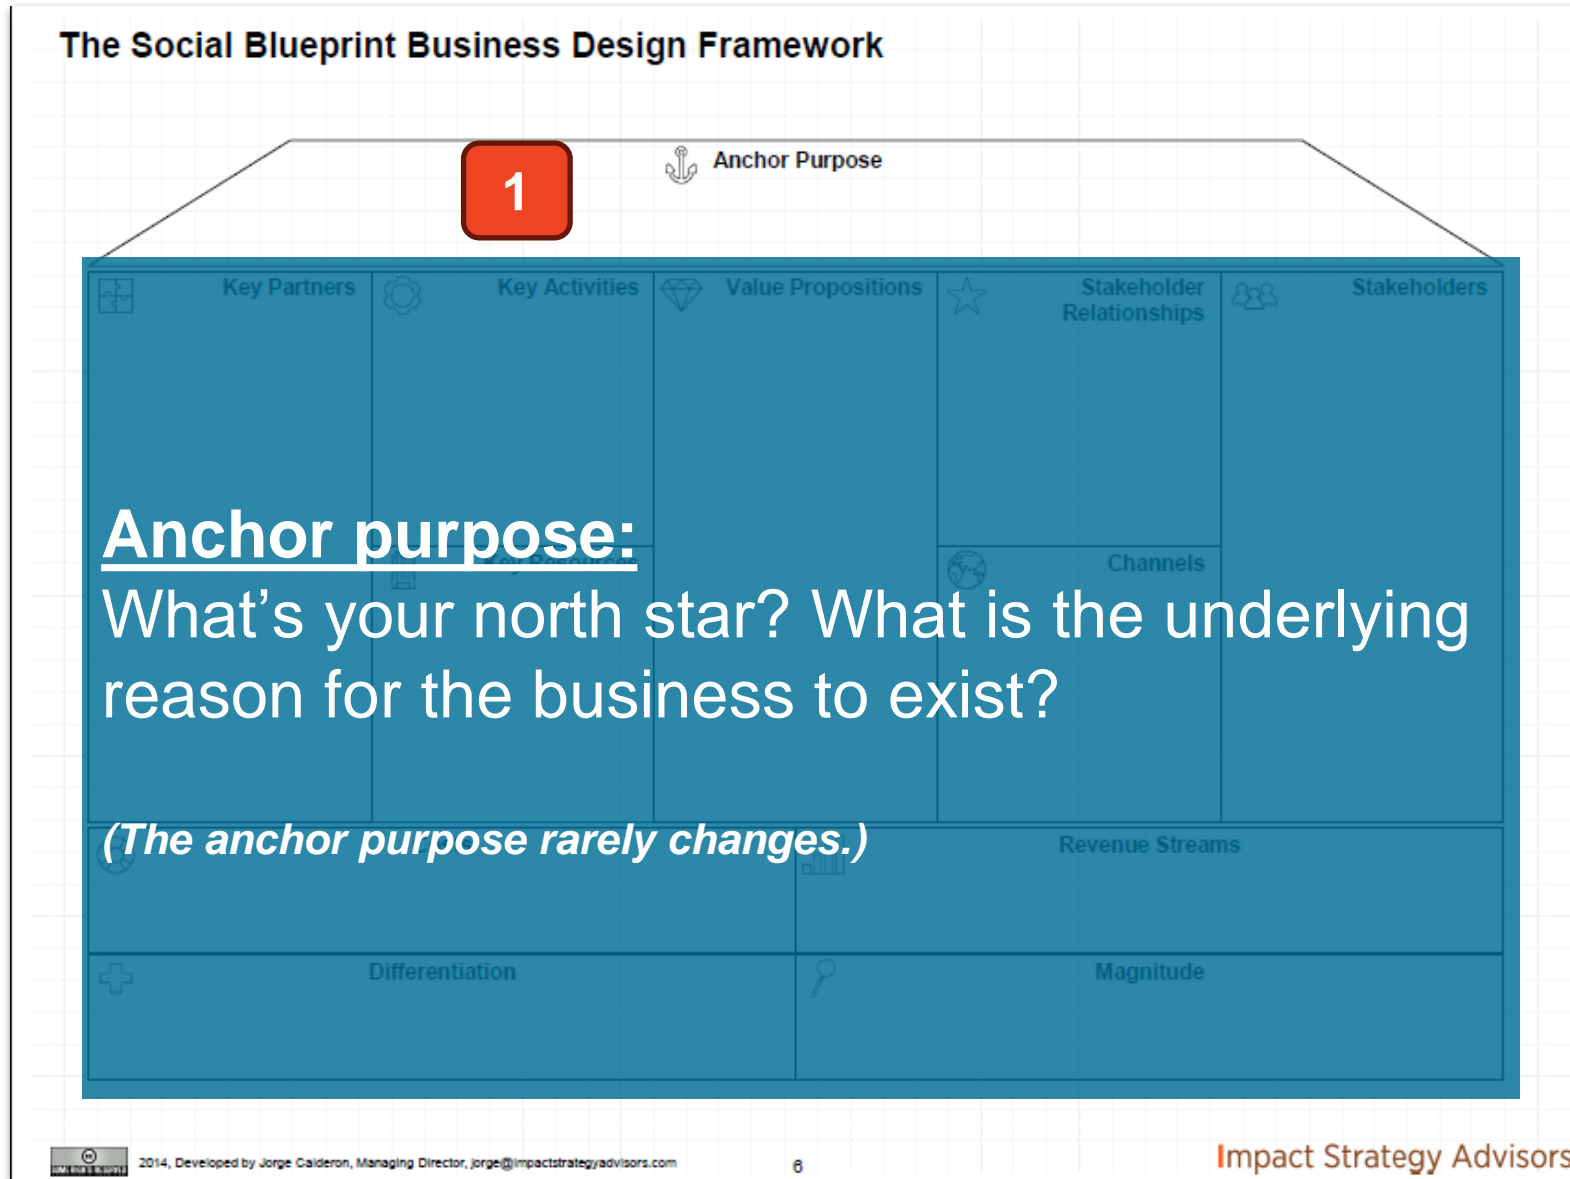 The Social Blueprint Business Design Framework
1
Anchor Purpose
Key Partners
Key Activities
Value Propositions
Stakeholder
Relationships
Stakeholders
Key Resources
Channels
Anchor purpose:
What's your north star? What is the underlying
reason for the business to exist?
(The anchor purpose rarely changes.)
Revenue Streams
Differentiation
Magnitude
2014, Developed by Jorge Calderon, Managing Director, jorge@impactstrategyadvisors.com
6
Impact Strategy Advisors